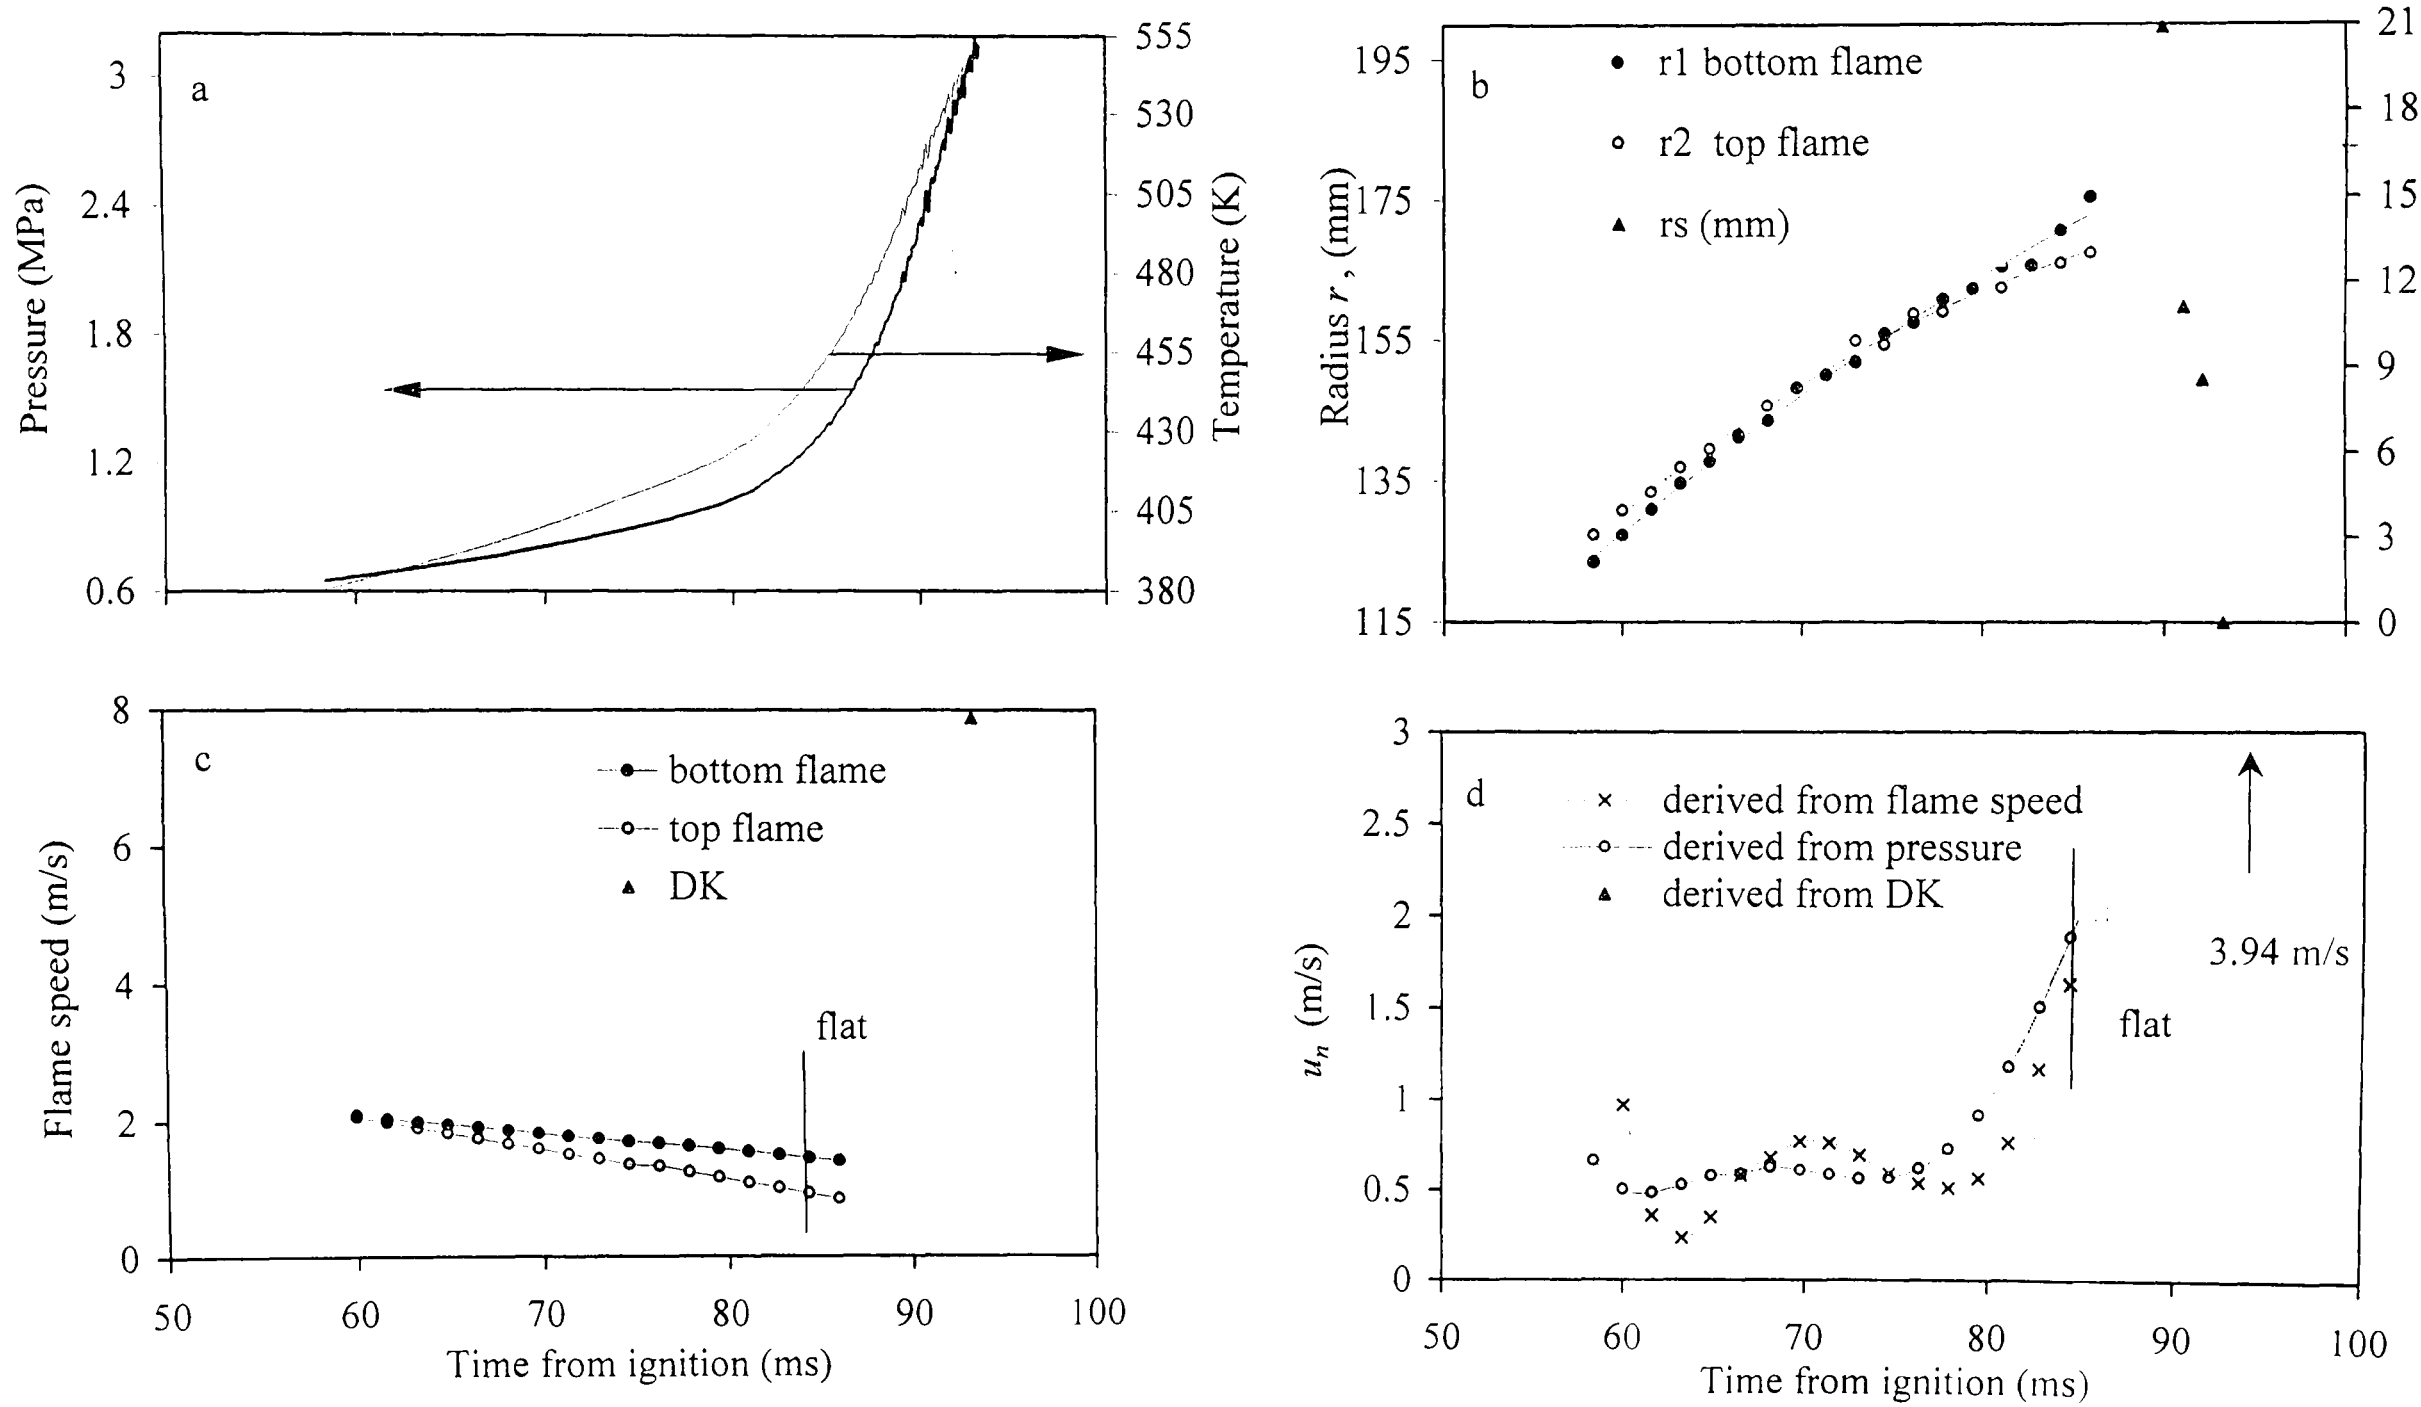 a
3
2.4
1.8
1.2
0.6
Pressure (MPa)
555
530
505
480
455
430
405
380
Temperature (K)
b
r1 bottom flame
r2 top flame
rs (mm)
195
175
155
135
115
Radius r, (mm)
21
18
15
12
9
6
3
0
c
bottom flame
top flame
DK
flat
8
6
4
2
0
Flame speed (m/s)
50 60 70 80 90 100
Time from ignition (ms)
d
derived from flame speed
derived from pressure
derived from DK
3.94 m/s
flat
3
2.5
2
1.5
1
0.5
0
un (m/s)
50 60 70 80 90 100
Time from ignition (ms)